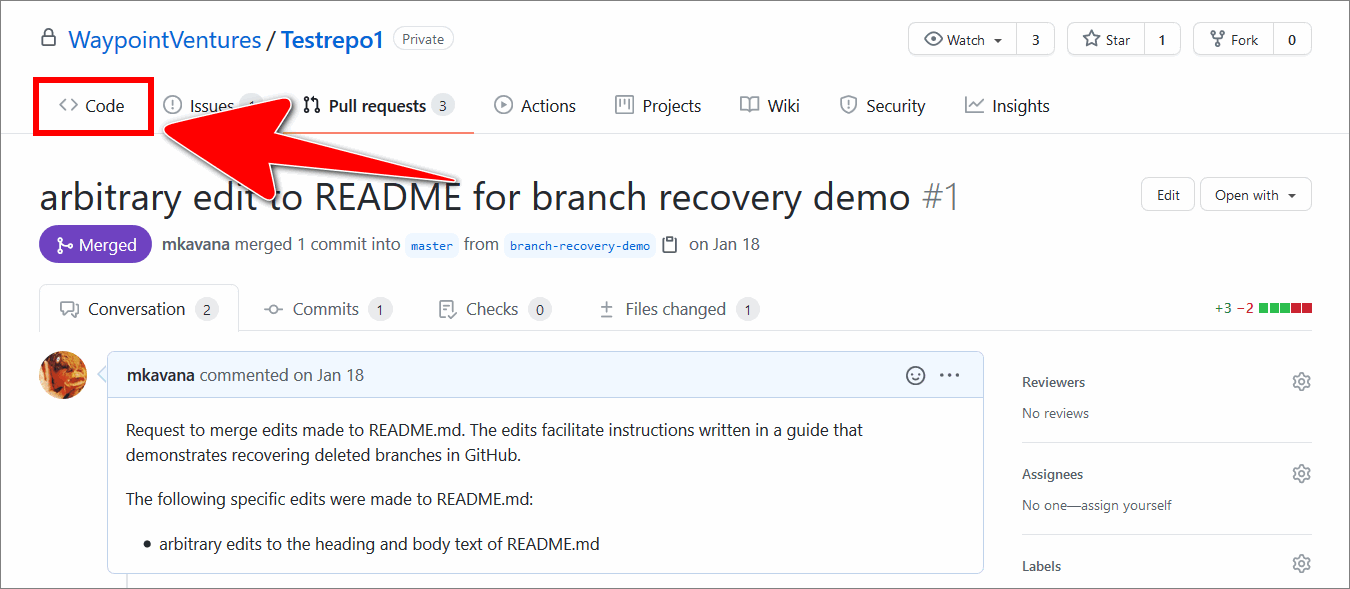 WaypointVentures / Testrepo1 Private Watch 3 Star 1 Fork 0
Code Issues Pull requests 3 Actions Projects Wiki Security Insights
arbitrary edit to README for branch recovery demo #1 Edit Open with
Merged mkavana merged 1 commit into master from branch-recovery-demo on Jan 18
Conversation 2 Commits 1 Checks 0 Files changed 1 +3 −2
mkavana commented on Jan 18
Request to merge edits made to README.md. The edits facilitate instructions written in a guide that
demonstrates recovering deleted branches in GitHub.
The following specific edits were made to README.md:
• arbitrary edits to the heading and body text of README.md
Reviewers
No reviews
Assignees
No one—assign yourself
Labels